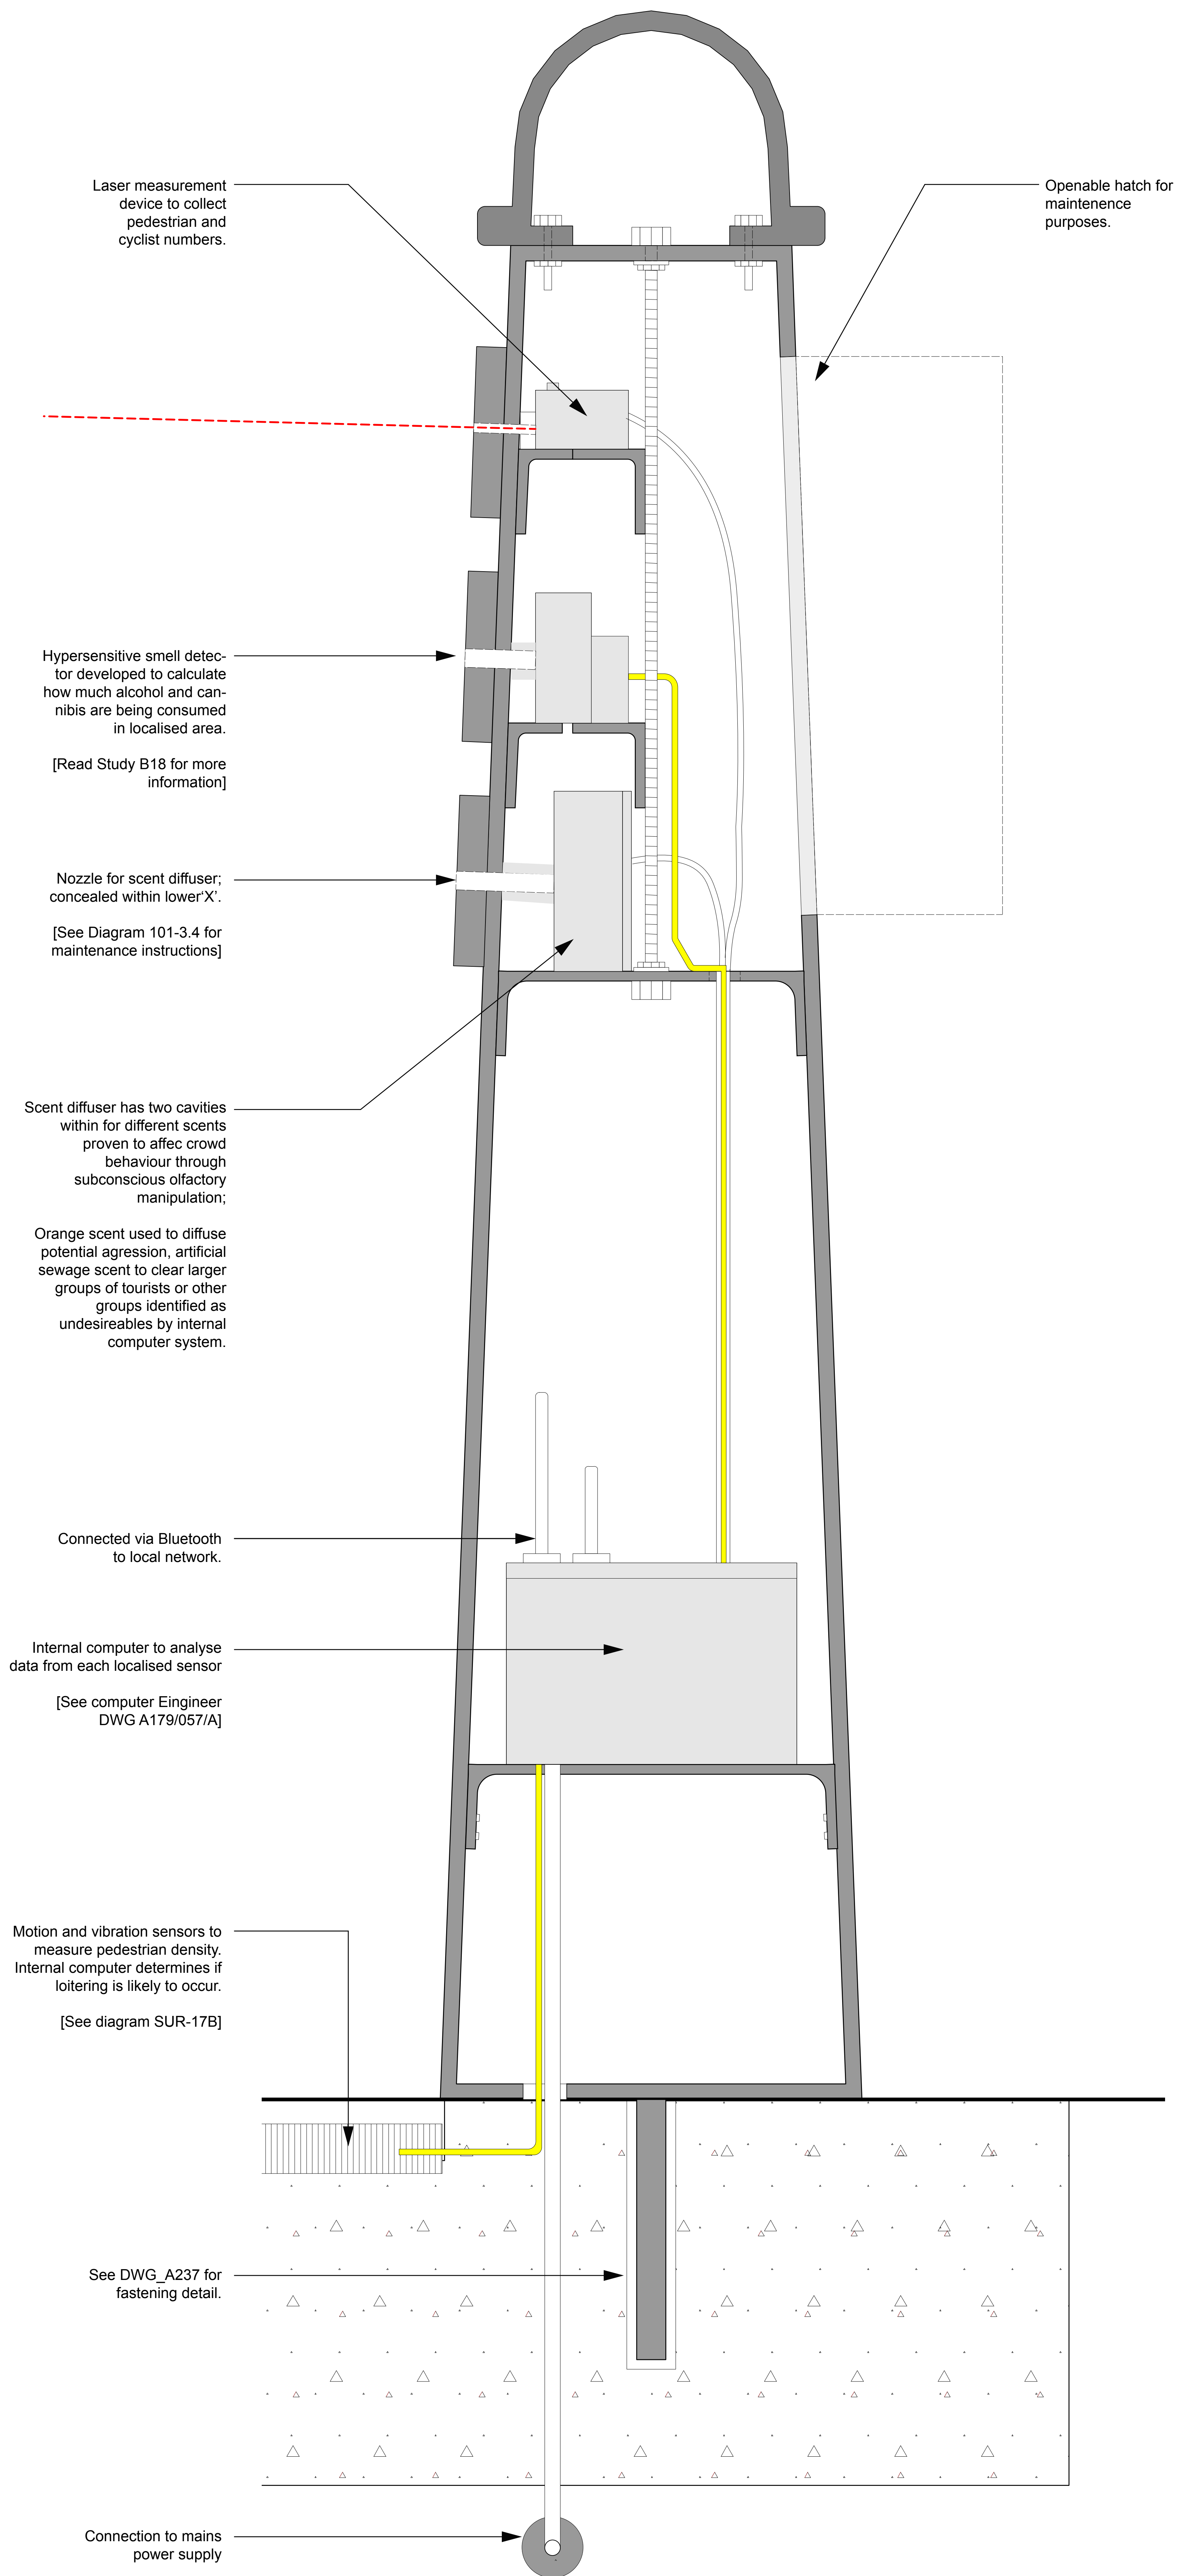 Laser measurement
device to collect
pedestrian and
cyclist numbers.
Openable hatch for
maintenence
purposes.
Hypersensitive smell detec-
tor developed to calculate
how much alcohol and can-
nibis are being consumed
in localised area.
[Read Study B18 for more
information]
Nozzle for scent diffuser;
concealed within lower‘X’.
[See Diagram 101-3.4 for
maintenance instructions]
Scent diffuser has two cavities
within for different scents
proven to affec crowd
behaviour through
subconscious olfactory
manipulation;
Orange scent used to diffuse
potential agression, artificial
sewage scent to clear larger
groups of tourists or other
groups identified as
undesireables by internal
computer system.
Connected via Bluetooth
to local network.
Internal computer to analyse
data from each localised sensor
[See computer Eingineer
DWG A179/057/A]
Motion and vibration sensors to
measure pedestrian density.
Internal computer determines if
loitering is likely to occur.
[See diagram SUR-17B]
See DWG_A237 for
fastening detail.
Connection to mains
power supply